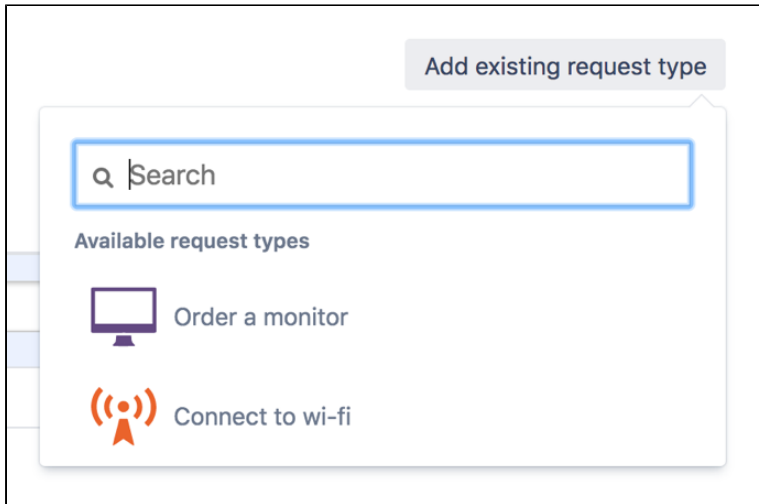 Add existing request type
Search
Available request types
Order a monitor
Connect to wi-fi